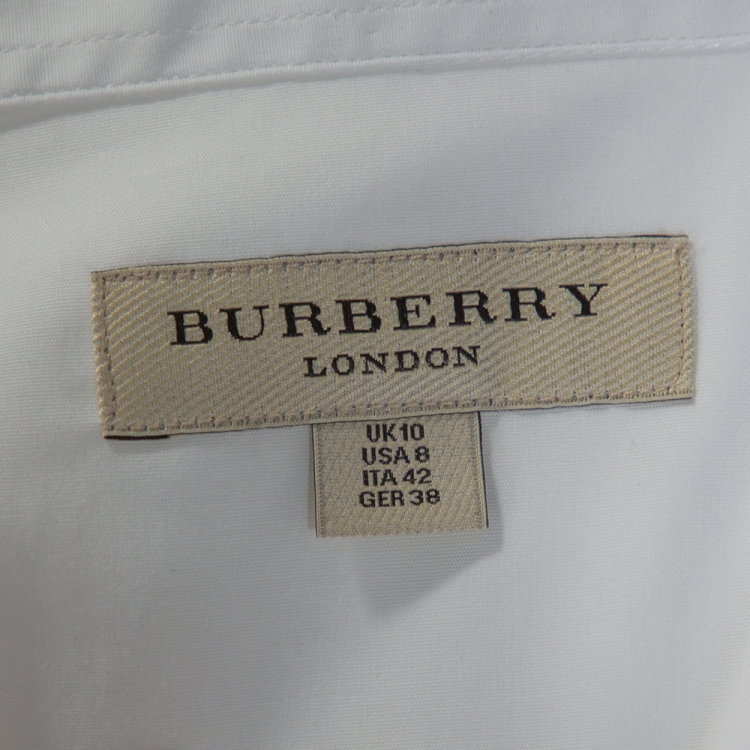 BURBERRY
LONDON
UK10
USA 8
ITA 42
GER 38